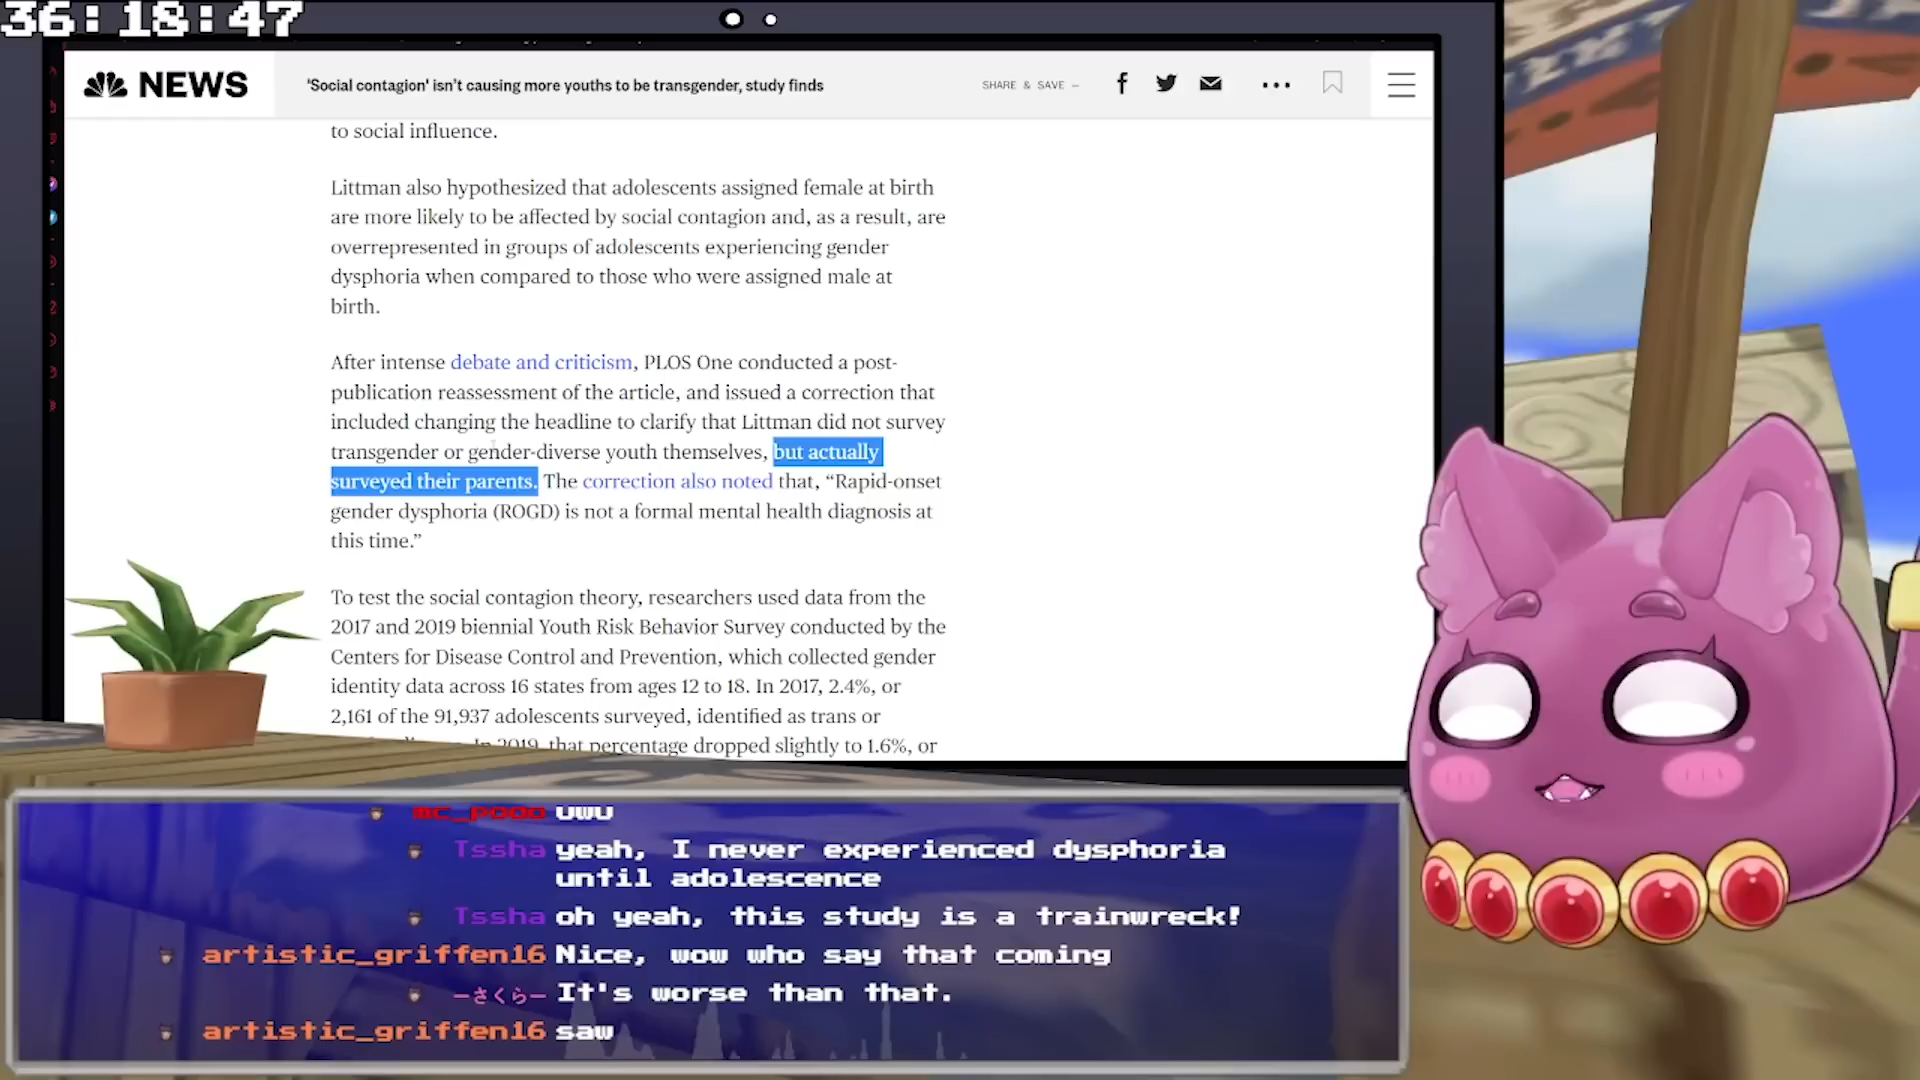 36:18:47
NEWS
'Social contagion' isn't causing more youths to be transgender, study finds
SHARE & SAVE —
to social influence.
Littman also hypothesized that adolescents assigned female at birth
are more likely to be affected by social contagion and, as a result, are
overrepresented in groups of adolescents experiencing gender
dysphoria when compared to those who were assigned male at
birth.
After intense debate and criticism, PLOS One conducted a post-
publication reassessment of the article, and issued a correction that
included changing the headline to clarify that Littman did not survey
transgender or gender-diverse youth themselves, but actually
surveyed their parents. The correction also noted that, “Rapid-onset
gender dysphoria (ROGD) is not a formal mental health diagnosis at
this time.”
To test the social contagion theory, researchers used data from the
2017 and 2019 biennial Youth Risk Behavior Survey conducted by the
Centers for Disease Control and Prevention, which collected gender
identity data across 16 states from ages 12 to 18. In 2017, 2.4%, or
2,161 of the 91,937 adolescents surveyed, identified as trans or
In 2019, that percentage dropped slightly to 1.6%, or
mc_pooo uwu
Tssha yeah, I never experienced dysphoria
until adolescence
Tssha oh yeah, this study is a trainwreck!
artistic_griffen16 Nice, wow who say that coming
—さくら— It's worse than that.
artistic_griffen16 saw